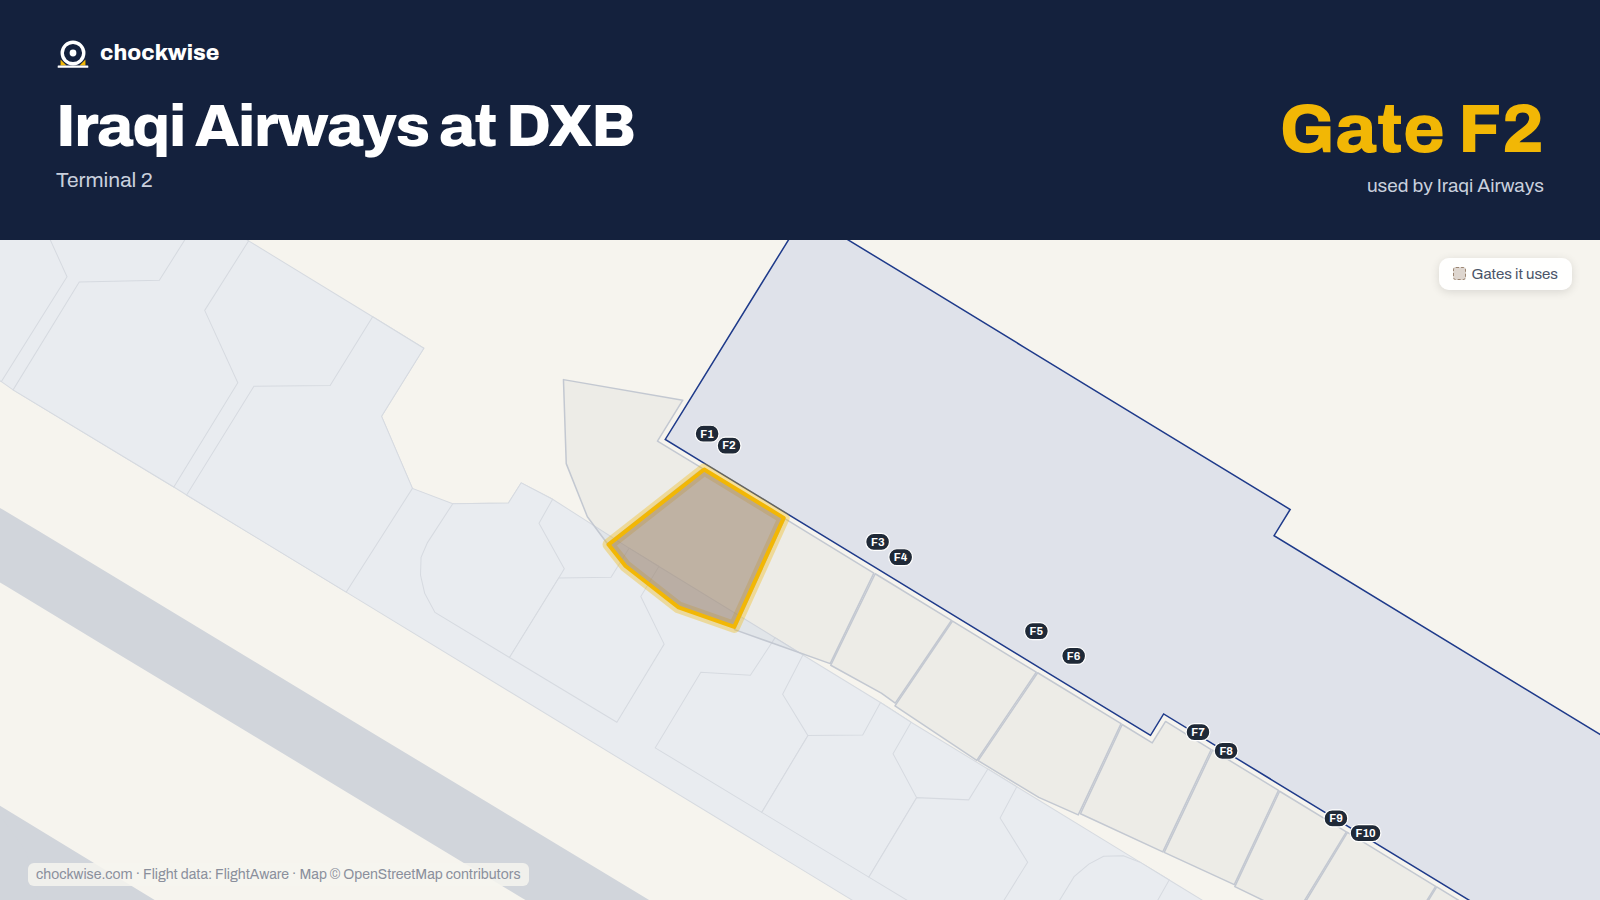 chockwise
Iraqi Airways at DXB
Terminal 2
Gate F2
used by Iraqi Airways
Gates it uses
F1
F2
F3
F4
F5
F6
F7
F8
F9
F10
chockwise.com · Flight data: FlightAware · Map © OpenStreetMap contributors